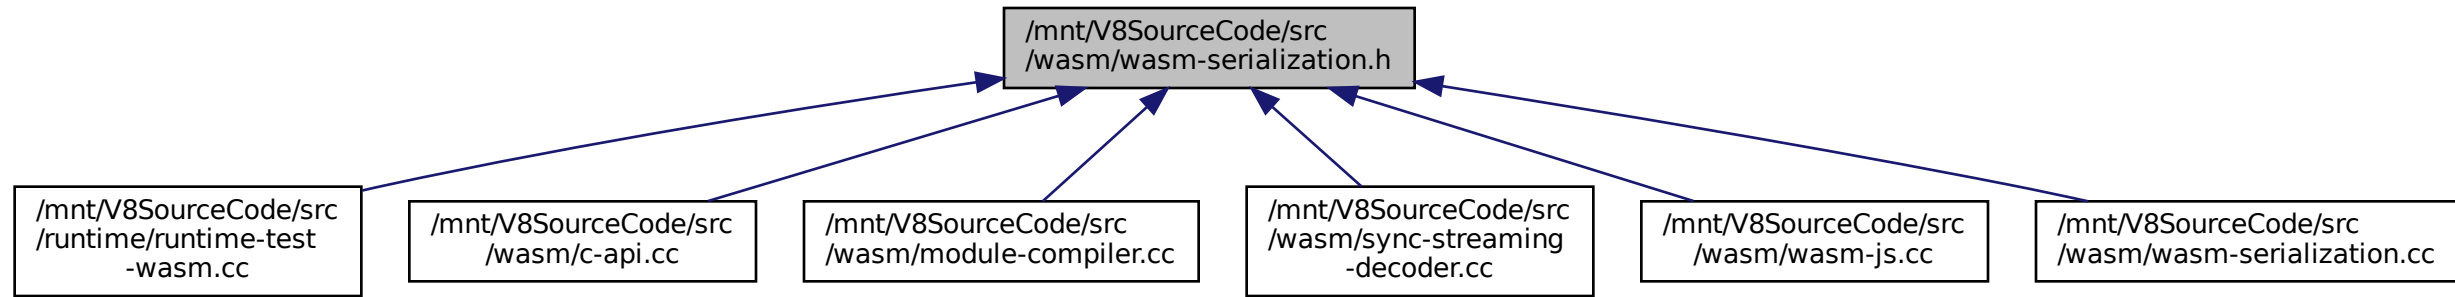 /mnt/V8SourceCode/src
/wasm/wasm-serialization.h
/mnt/V8SourceCode/src
/runtime/runtime-test
-wasm.cc
/mnt/V8SourceCode/src
/wasm/c-api.cc
/mnt/V8SourceCode/src
/wasm/module-compiler.cc
/mnt/V8SourceCode/src
/wasm/sync-streaming
-decoder.cc
/mnt/V8SourceCode/src
/wasm/wasm-js.cc
/mnt/V8SourceCode/src
/wasm/wasm-serialization.cc